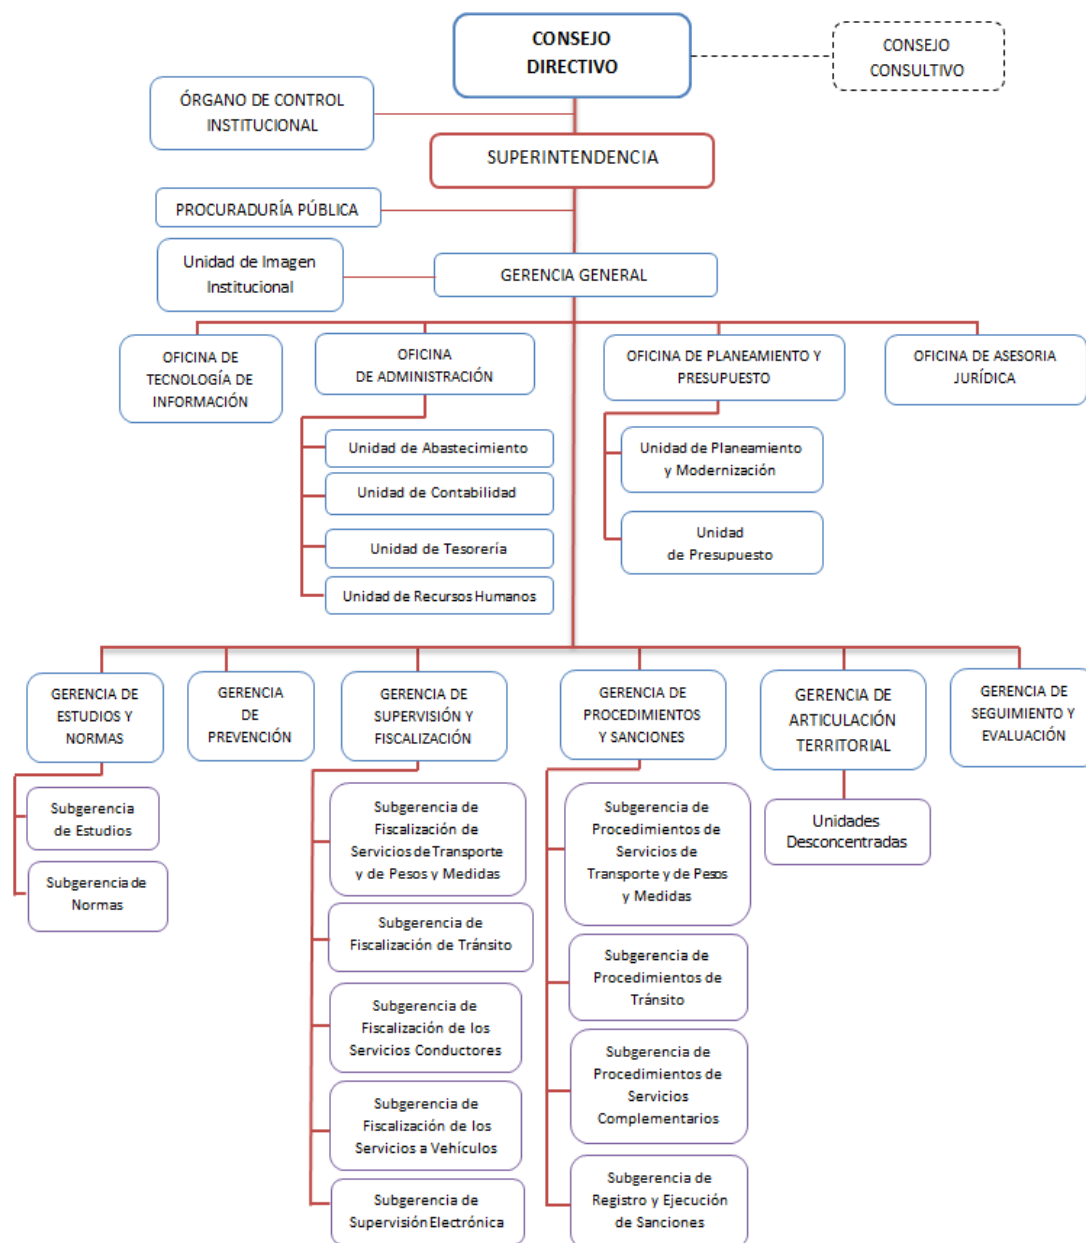 CONSEJO
DIRECTIVO
CONSEJO
CONSULTIVO
ÓRGANO DE CONTROL
INSTITUCIONAL
SUPERINTENDENCIA
PROCURADURÍA PÚBLICA
Unidad de Imagen
Institucional
GERENCIA GENERAL
OFICINA DE
TECNOLOGÍA DE
INFORMACIÓN
OFICINA
DE ADMINISTRACIÓN
OFICINA DE PLANEAMIENTO Y
PRESUPUESTO
OFICINA DE ASESORIA
JURÍDICA
Unidad de Abastecimiento
Unidad de Contabilidad
Unidad de Tesorería
Unidad de Recursos Humanos
Unidad de Planeamiento
y Modernización
Unidad
de Presupuesto
GERENCIA DE
ESTUDIOS Y
NORMAS
GERENCIA
DE
PREVENCIÓN
GERENCIA DE
SUPERVISIÓN Y
FISCALIZACIÓN
GERENCIA DE
PROCEDIMIENTOS
Y SANCIONES
GERENCIA DE
ARTICULACIÓN
TERRITORIAL
GERENCIA DE
SEGUIMIENTO Y
EVALUACIÓN
Subgerencia
de Estudios
Subgerencia de
Normas
Subgerencia de
Fiscalización de
Servicios de Transporte
y de Pesos y Medidas
Subgerencia de
Fiscalización de Tránsito
Subgerencia de
Fiscalización de los
Servicios Conductores
Subgerencia de
Fiscalización de los
Servicios a Vehículos
Subgerencia de
Supervisión Electrónica
Subgerencia de
Procedimientos de
Servicios de
Transporte y de Pesos
y Medidas
Subgerencia de
Procedimientos de
Tránsito
Subgerencia de
Procedimientos de
Servicios
Complementarios
Subgerencia de
Registro y Ejecución
de Sanciones
Unidades
Desconcentradas